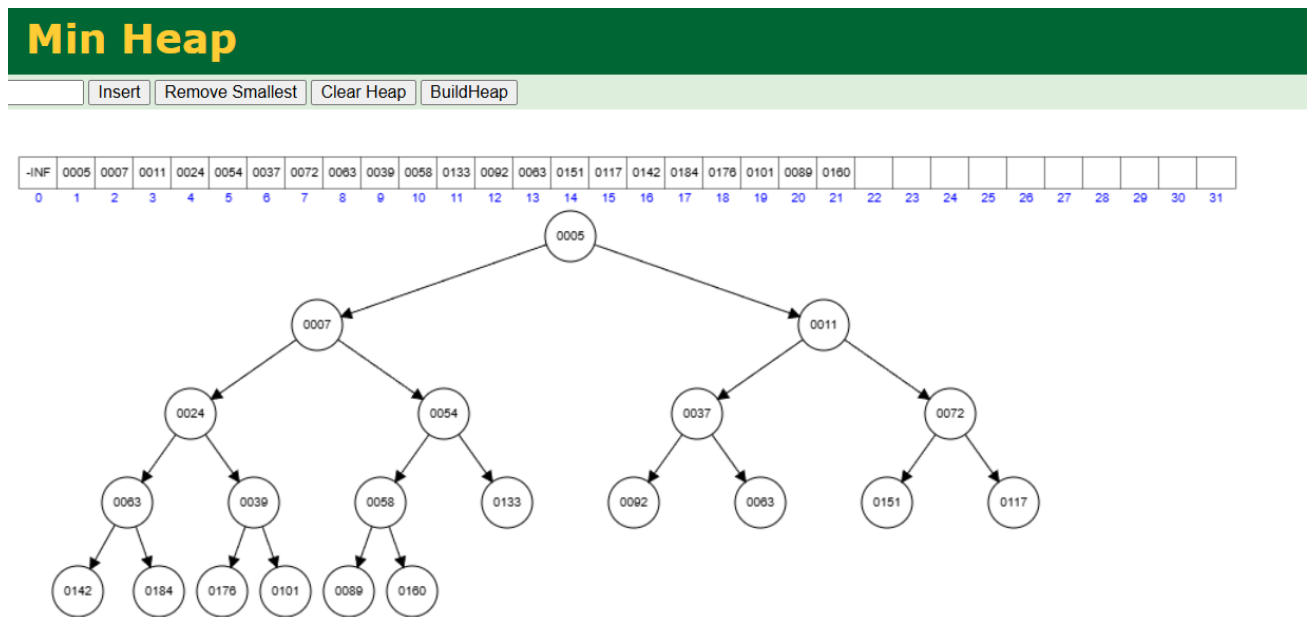 Min Heap
Insert Remove Smallest Clear Heap BuildHeap
-INF 0005 0007 0011 0024 0054 0037 0072 0063 0039 0058 0133 0092 0063 0151 0117 0142 0184 0176 0101 0089 0160
0 1 2 3 4 5 6 7 8 9 10 11 12 13 14 15 16 17 18 19 20 21 22 23 24 25 26 27 28 29 30 31
0005
0007 0011
0024 0054 0037 0072
0063 0039 0058 0133 0092 0063 0151 0117
0142 0184 0176 0101 0089 0160